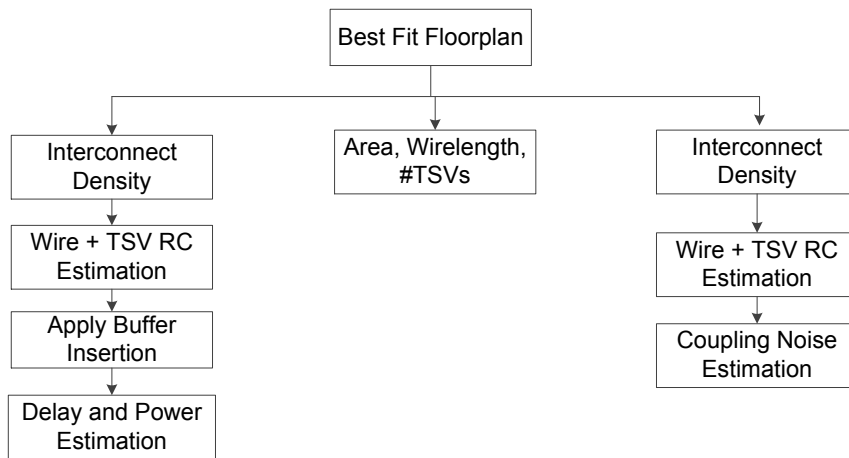 Best Fit Floorplan
Interconnect
Density
Wire + TSV RC
Estimation
Apply Buffer
Insertion
Delay and Power
Estimation
Area, Wirelength,
#TSVs
Interconnect
Density
Wire + TSV RC
Estimation
Coupling Noise
Estimation